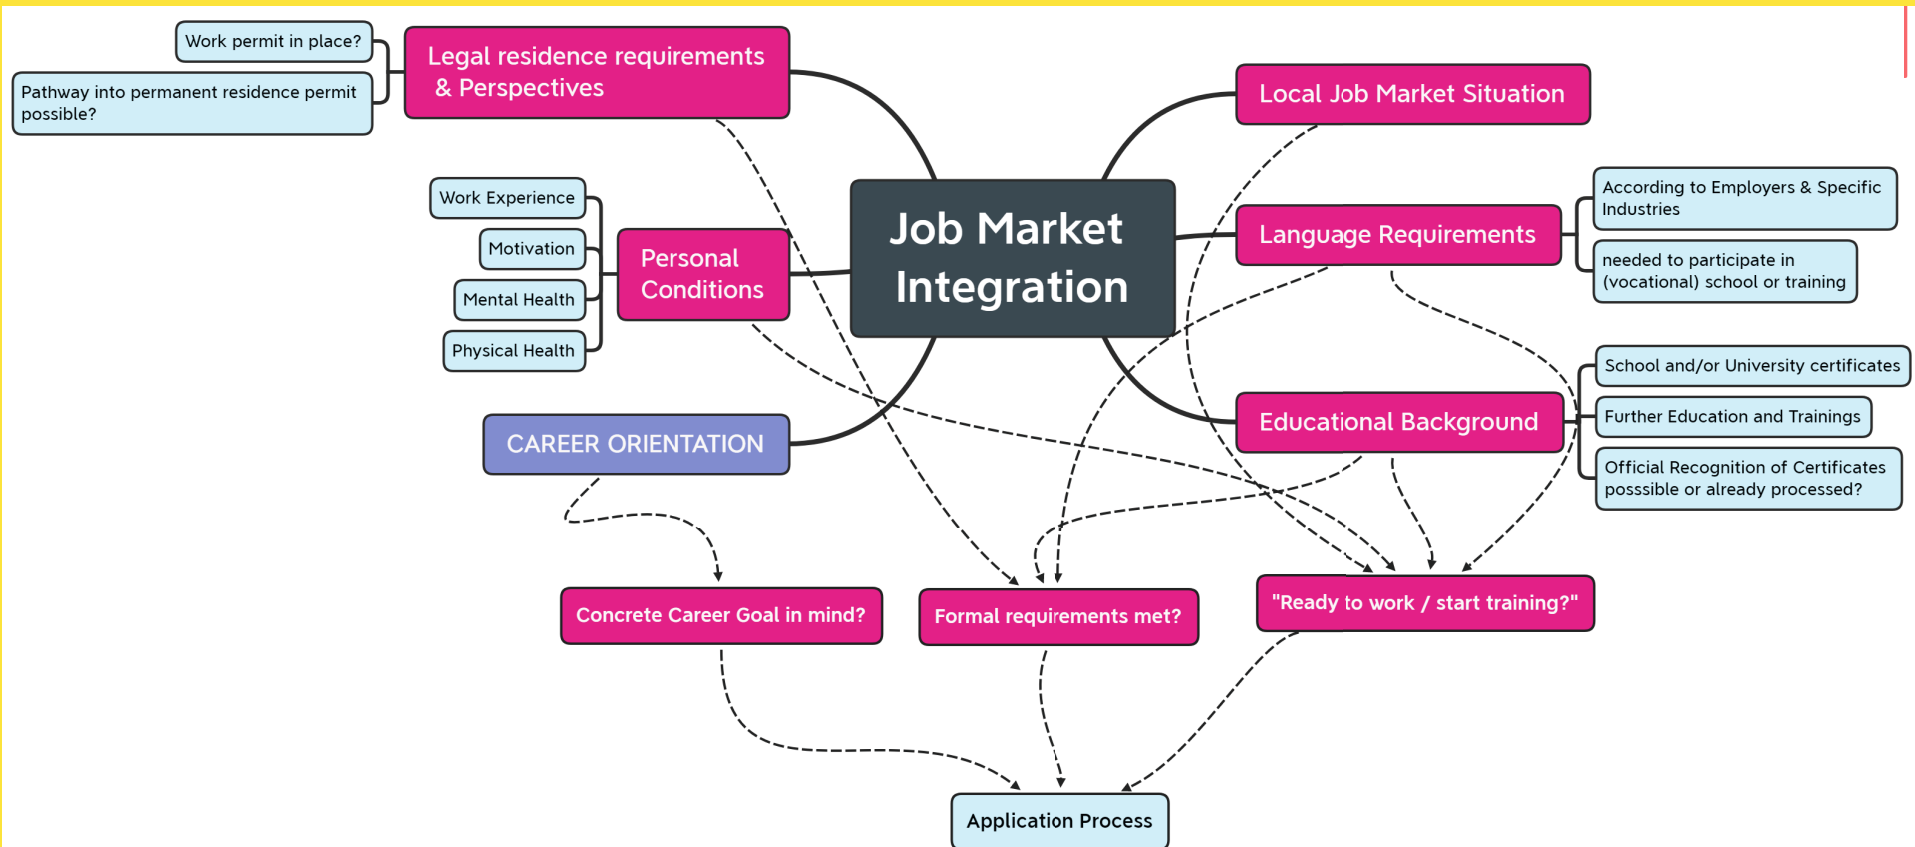 Work permit in place?
Pathway into permanent residence permit
possible?
Legal residence requirements
& Perspectives
Work Experience
Motivation
Mental Health
Physical Health
Personal
Conditions
CAREER ORIENTATION
Job Market
Integration
Local Job Market Situation
Language Requirements
According to Employers & Specific
Industries
needed to participate in
(vocational) school or training
Educational Background
School and/or University certificates
Further Education and Trainings
Official Recognition of Certificates
posssible or already processed?
Concrete Career Goal in mind?
Formal requirements met?
"Ready to work / start training?"
Application Process